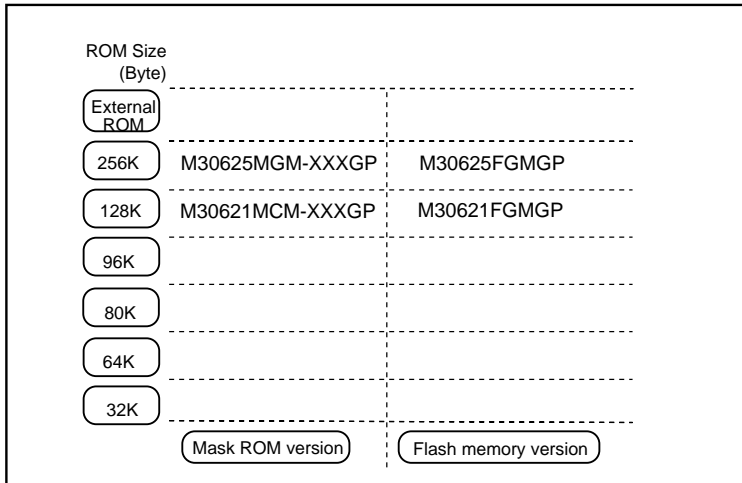 ROM Size
(Byte)
External
ROM
256K M30625MGM-XXXGP M30625FGMGP
128K M30621MCM-XXXGP M30621FGMGP
96K
80K
64K
32K
Mask ROM version Flash memory version